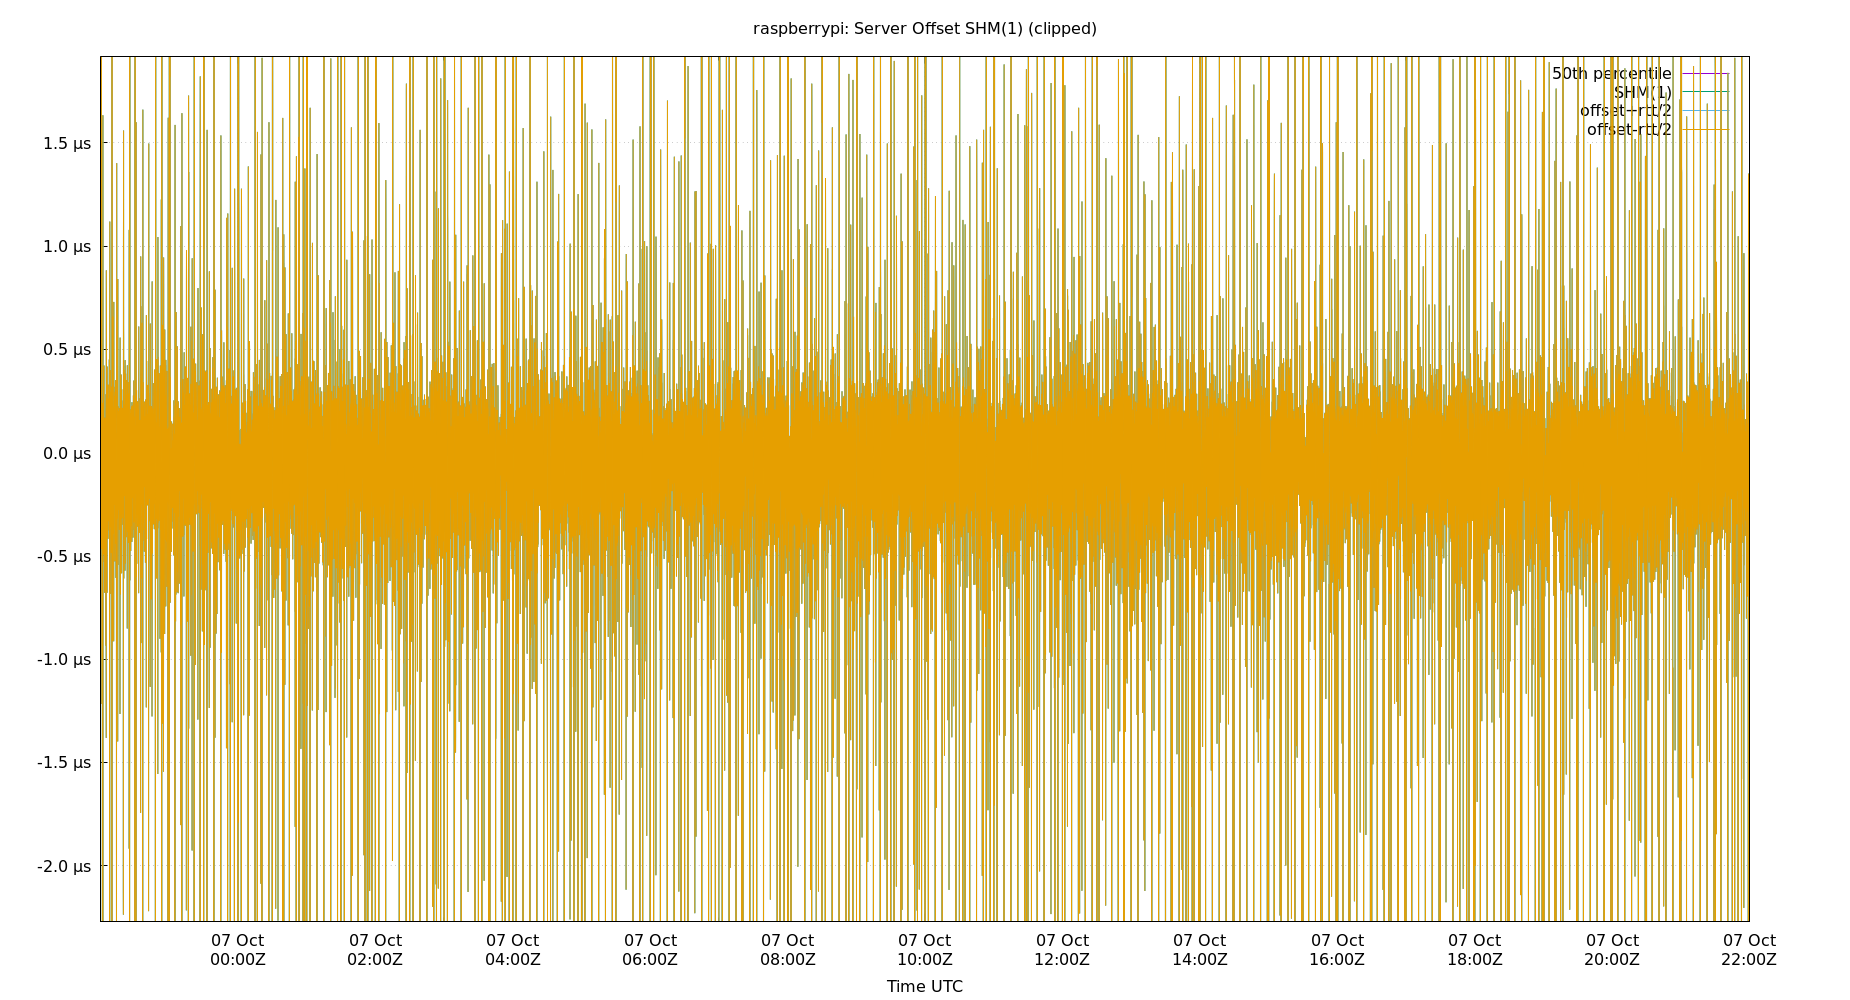 raspberrypi: Server Offset SHM(1) (clipped)
50th percentile
SHM(1)
offset+rtt/2
offset-rtt/2
1.5 µs
1.0 µs
0.5 µs
0.0 µs
-0.5 µs
-1.0 µs
-1.5 µs
-2.0 µs
07 Oct 07 Oct 07 Oct 07 Oct 07 Oct 07 Oct 07 Oct 07 Oct 07 Oct 07 Oct 07 Oct 07 Oct
00:00Z 02:00Z 04:00Z 06:00Z 08:00Z 10:00Z 12:00Z 14:00Z 16:00Z 18:00Z 20:00Z 22:00Z
Time UTC